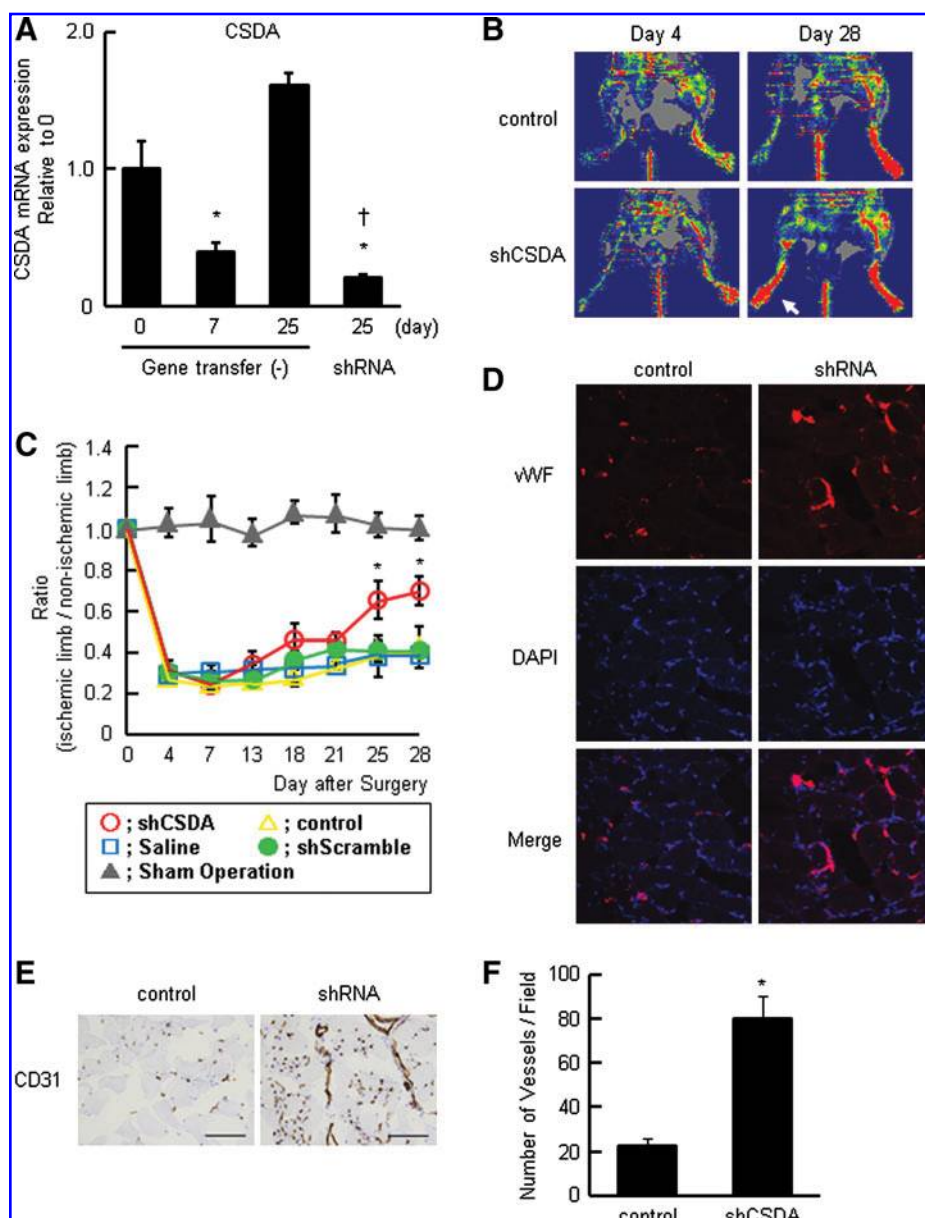 A
CSDA
CSDA mRNA expression
Relative to 0
2.0
1.0
0
*
†
*
0 7 25 25 (day)
Gene transfer (-) shRNA
B
Day 4 Day 28
control
shCSDA
C
Ratio
(ischemic limb / non-ischemic limb)
1.4
1.2
1.0
0.8
0.6
0.4
0.2
0
* *
0 4 7 13 18 21 25 28
Day after Surgery
; shCSDA ; control
; Saline ; shScramble
; Sham Operation
D
control shRNA
vWF
DAPI
Merge
E
control shRNA
CD31
F
Number of Vessels / Field
100
80
60
40
20
0
*
control shCSDA